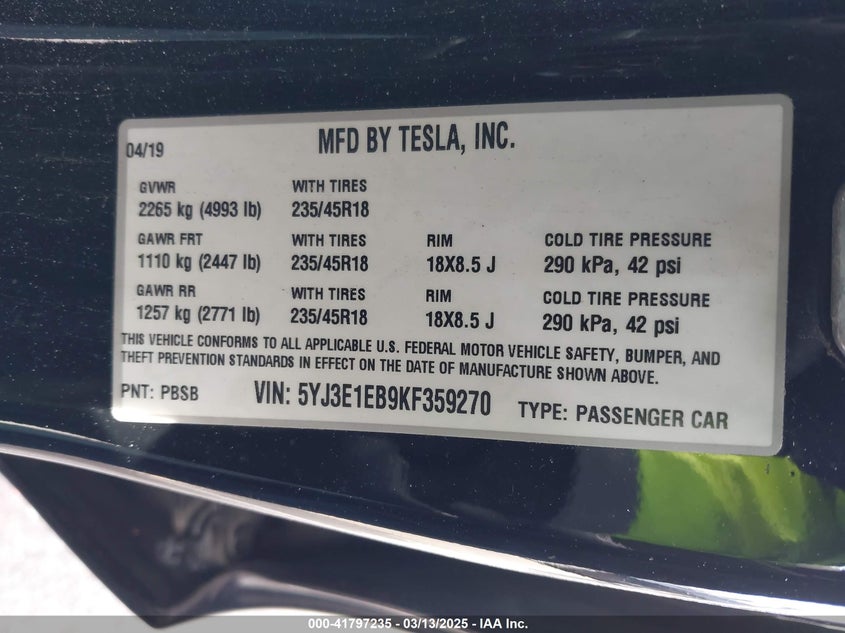 04/19 MFD BY TESLA, INC.
GVWR WITH TIRES
2265 kg (4993 lb) 235/45R18
GAWR FRT WITH TIRES RIM COLD TIRE PRESSURE
1110 kg (2447 lb) 235/45R18 18X8.5 J 290 kPa, 42 psi
GAWR RR WITH TIRES RIM COLD TIRE PRESSURE
1257 kg (2771 lb) 235/45R18 18X8.5 J 290 kPa, 42 psi
THIS VEHICLE CONFORMS TO ALL APPLICABLE U.S. FEDERAL MOTOR VEHICLE SAFETY, BUMPER, AND
THEFT PREVENTION STANDARDS IN EFFECT ON THE DATE OF MANUFACTURE SHOWN ABOVE.
PNT: PBSB VIN: 5YJ3E1EB9KF359270 TYPE: PASSENGER CAR
000-41797235 - 03/13/2025 - IAA Inc.